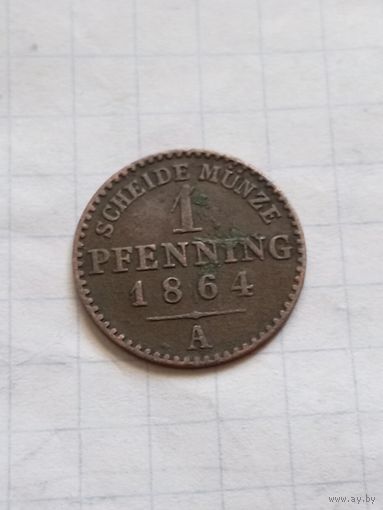 SCHEIDE MÜNZE
1
PFENNING
1864
A
www.ay.by